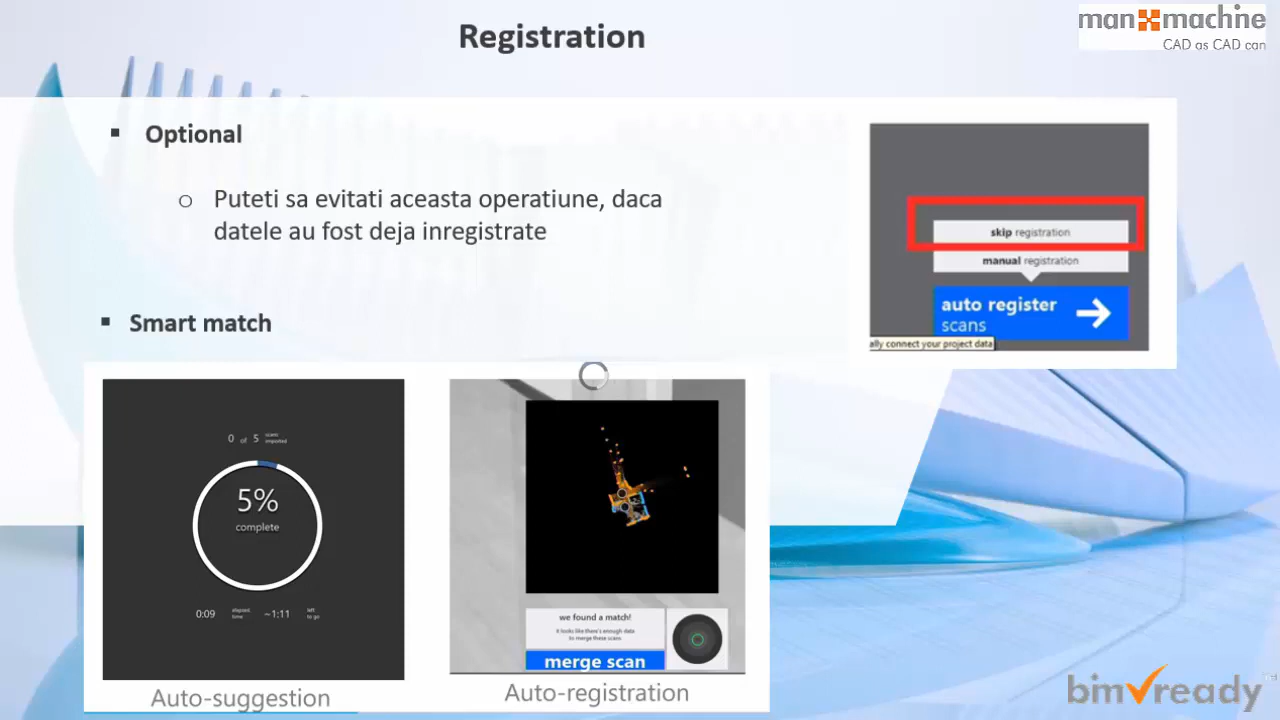 Registration
man machine
CAD as CAD can
Optional
Puteti sa evitati aceasta operatiune, daca
datele au fost deja inregistrate
skip registration
manual registration
auto register
scans
ally connect your project data
Smart match
0 of 5 scans
imported
5%
complete
0:09 elapsed
time ~1:11 left
to go
we found a match!
it looks like there's enough data
to merge these scans
merge scan
Auto-suggestion
Auto-registration
bim ready